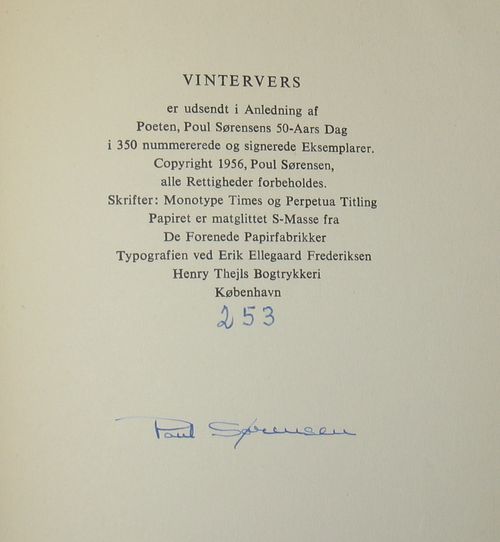 VINTERVERS
er udsendt i Anledning af
Poeten, Poul Sørensens 50-Aars Dag
i 350 nummererede og signerede Eksemplarer.
Copyright 1956, Poul Sørensen,
alle Rettigheder forbeholdes.
Skrifter: Monotype Times og Perpetua Titling
Papiret er matglittet S-Masse fra
De Forenede Papirfabrikker
Typografien ved Erik Ellegaard Frederiksen
Henry Thejls Bogtrykkeri
København
253
Poul Sørensen